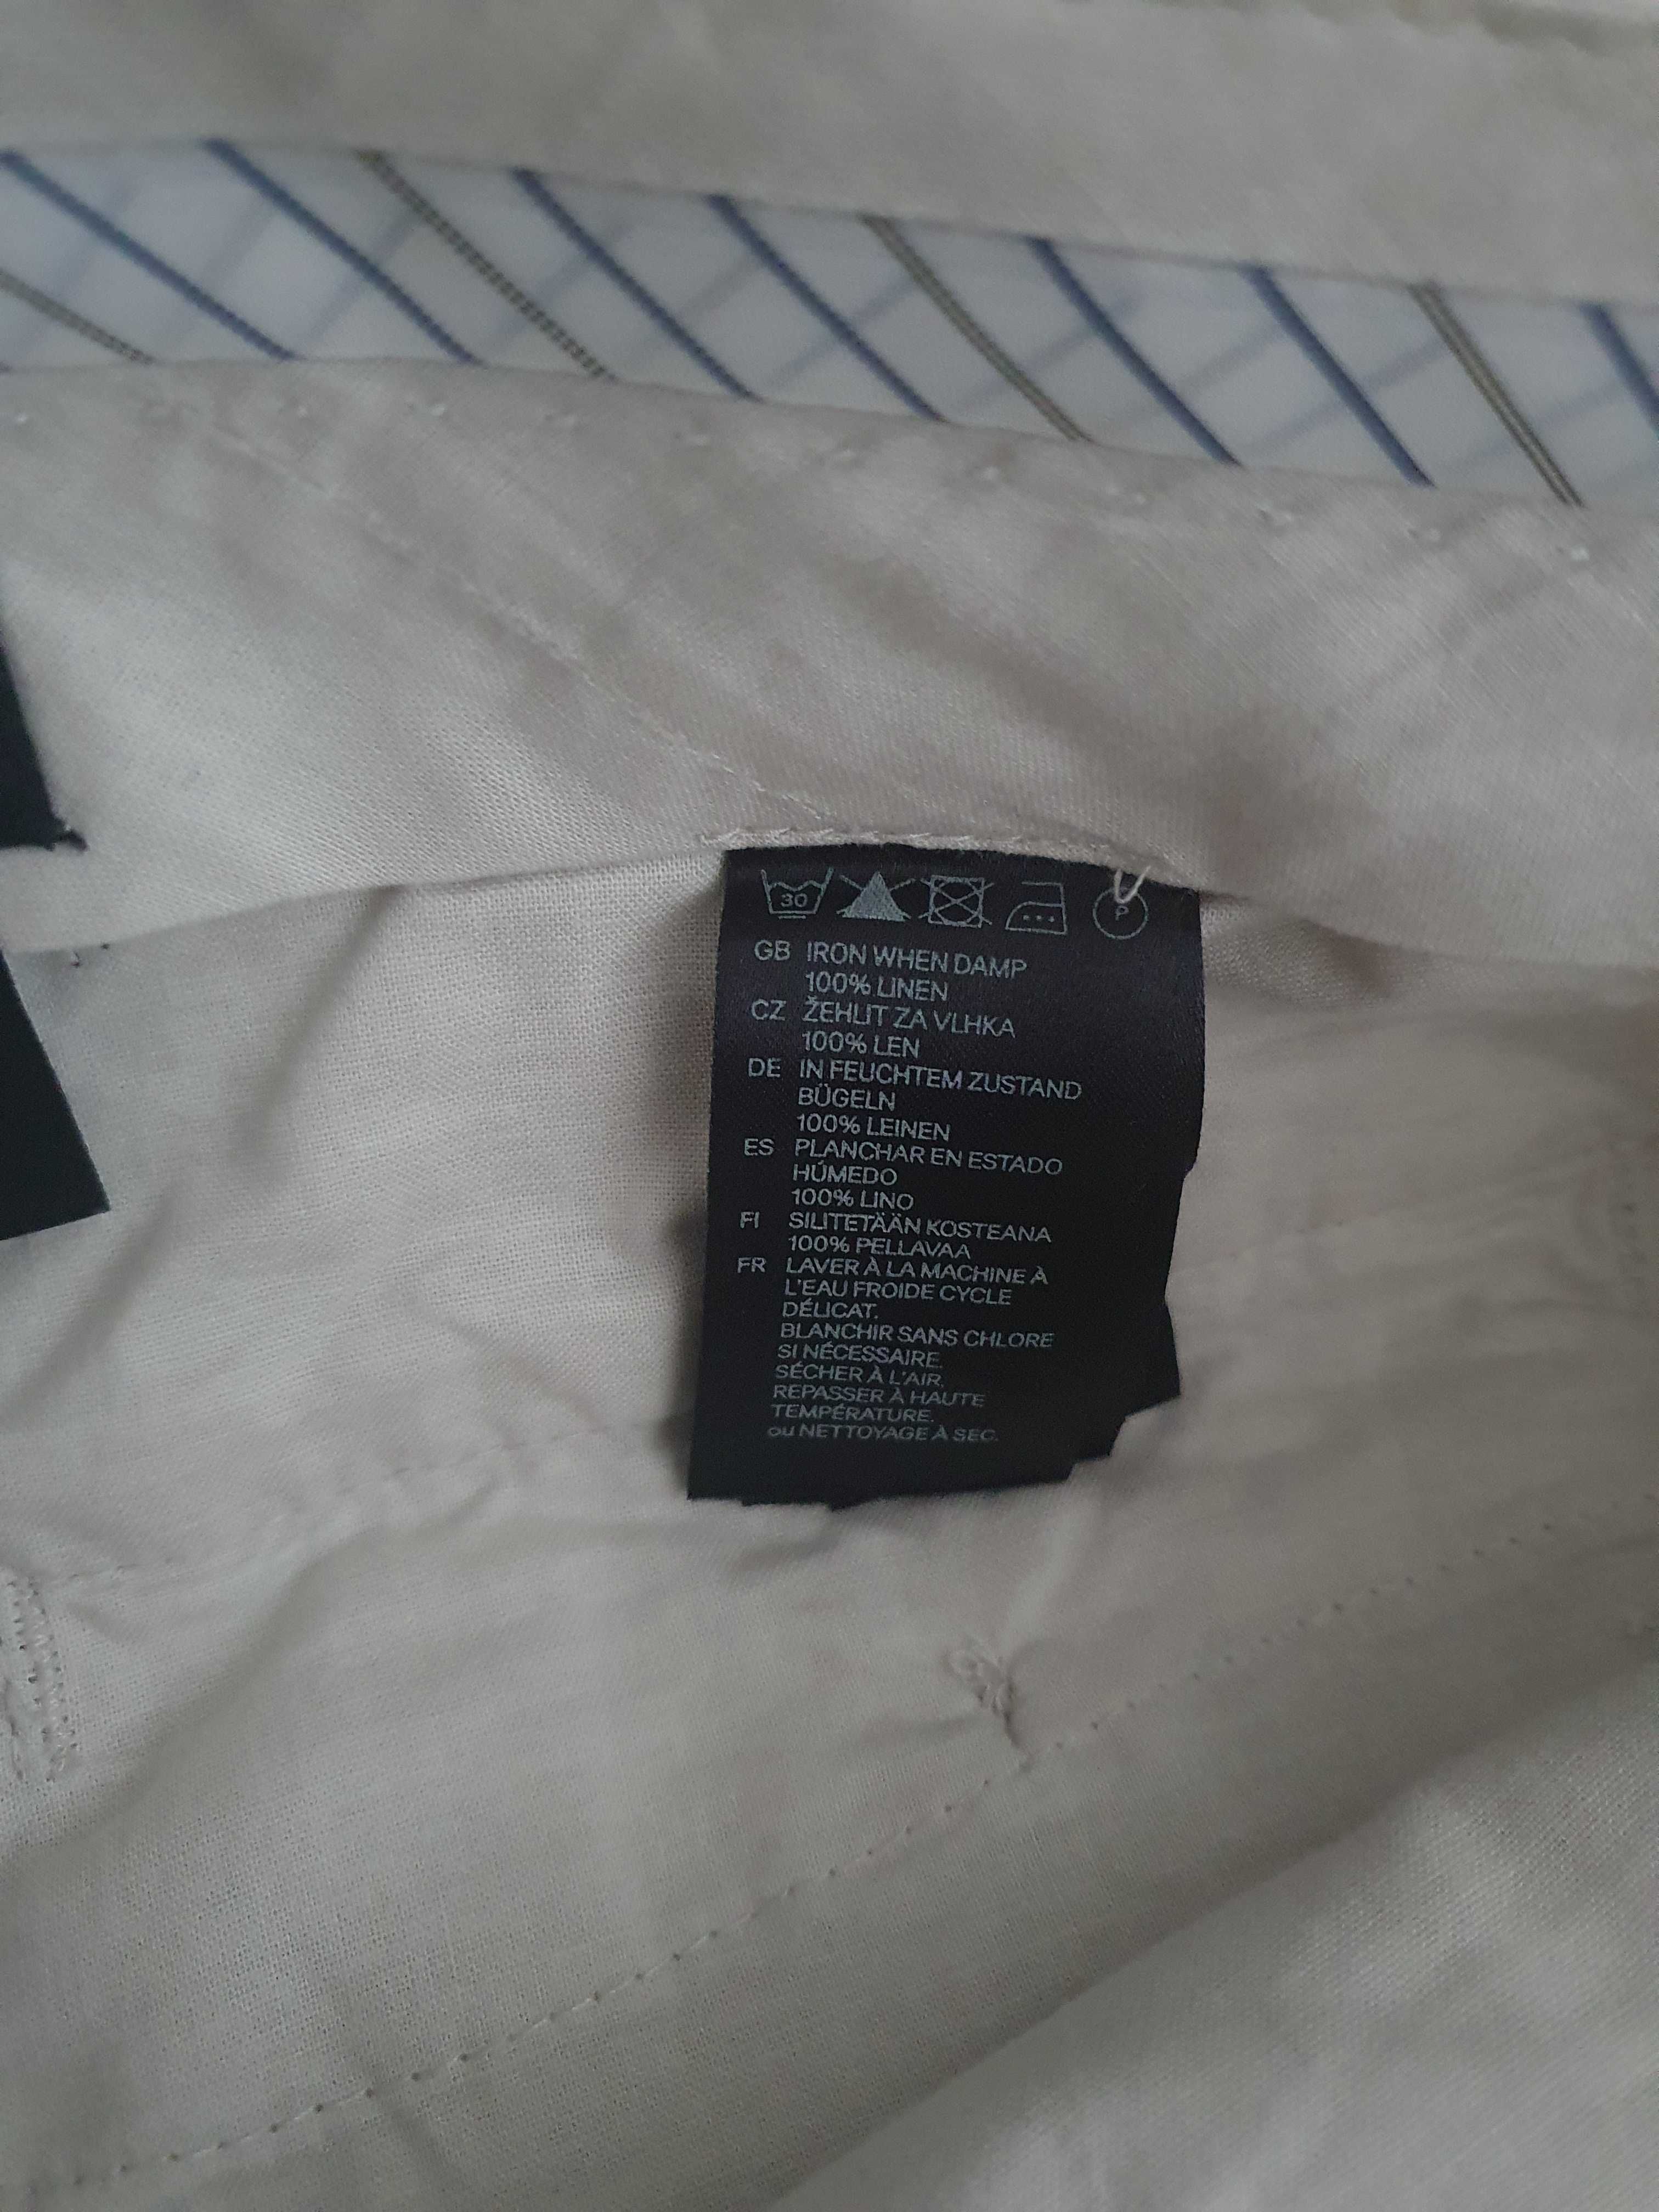 30 P
GB IRON WHEN DAMP
100% LINEN
CZ ŽEHLIT ZA VLHKA
100% LEN
DE IN FEUCHTEM ZUSTAND
BÜGELN
100% LEINEN
ES PLANCHAR EN ESTADO
HÚMEDO
100% LINO
FI SILITETÄÄN KOSTEANA
100% PELLAVAA
FR LAVER À LA MACHINE À
L'EAU FROIDE CYCLE
DÉLICAT.
BLANCHIR SANS CHLORE
SI NÉCESSAIRE.
SÉCHER À L'AIR.
REPASSER À HAUTE
TEMPÉRATURE.
ou NETTOYAGE À SEC.